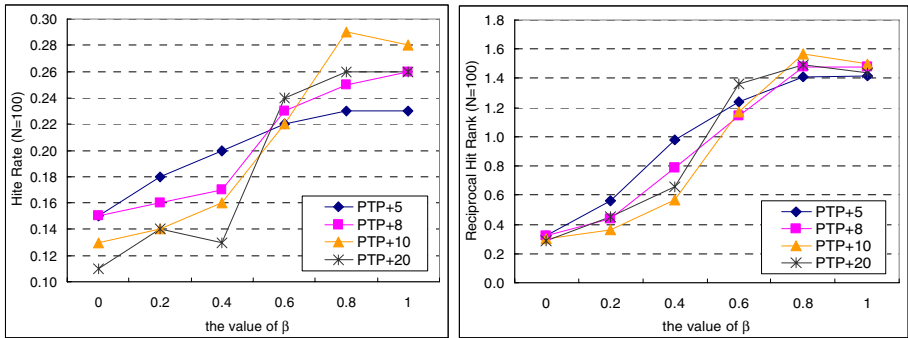 Hite Rate (N=100)
0.30
0.28
0.26
0.24
0.22
0.20
0.18
0.16
0.14
0.12
0.10
0 0.2 0.4 0.6 0.8 1
the value of β
PTP+5
PTP+8
PTP+10
PTP+20
Reciprocal Hit Rank (N=100)
1.8
1.6
1.4
1.2
1.0
0.8
0.6
0.4
0.2
0.0
0 0.2 0.4 0.6 0.8 1
the value of β
PTP+5
PTP+8
PTP+10
PTP+20